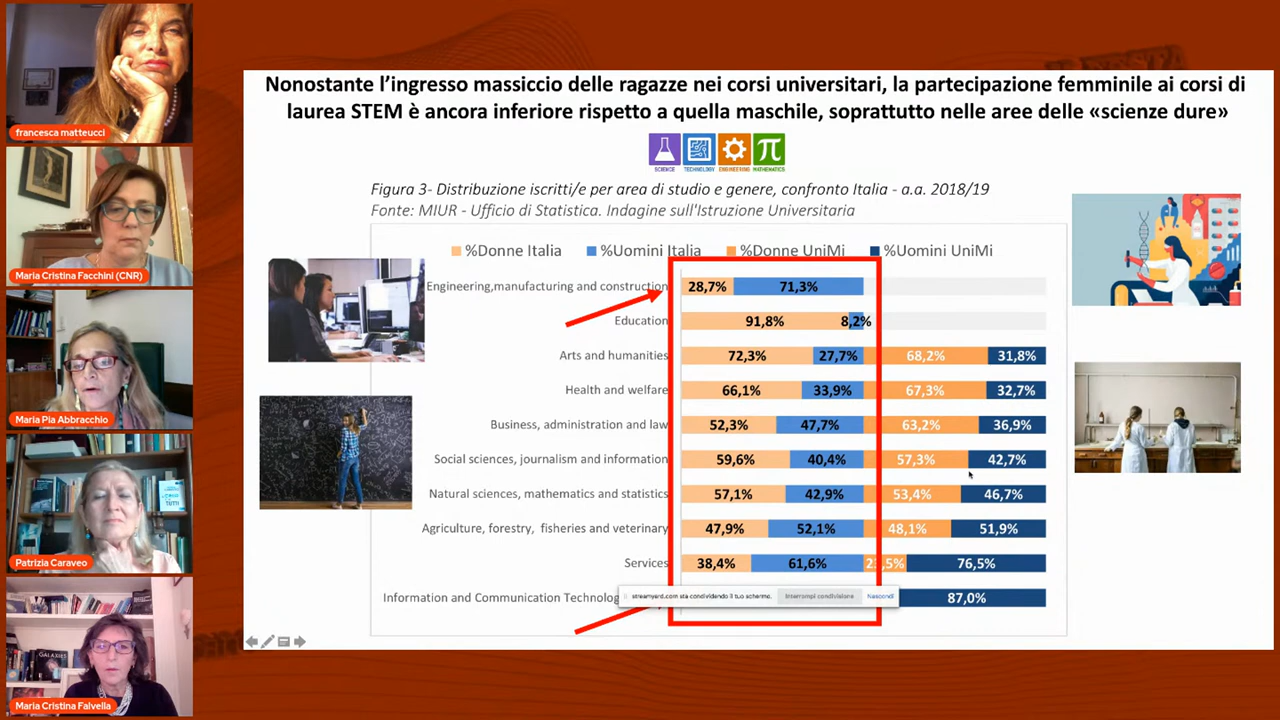 francesca matteucci
Maria Cristina Facchini (CNR)
Maria Pia Abbracchio
Patrizia Caraveo
Maria Cristina Falvella
Nonostante l'ingresso massiccio delle ragazze nei corsi universitari, la partecipazione femminile ai corsi di
laurea STEM è ancora inferiore rispetto a quella maschile, soprattutto nelle aree delle «scienze dure»
SCIENCE TECHNOLOGY ENGINEERING MATHEMATICS
Figura 3- Distribuzione iscritti/e per area di studio e genere, confronto Italia - a.a. 2018/19
Fonte: MIUR - Ufficio di Statistica. Indagine sull'Istruzione Universitaria
%Donne Italia %Uomini Italia %Donne UniMi %Uomini UniMi
Engineering,manufacturing and construction 28,7% 71,3%
Education 91,8% 8,2%
Arts and humanities 72,3% 27,7% 68,2% 31,8%
Health and welfare 66,1% 33,9% 67,3% 32,7%
Business, administration and law 52,3% 47,7% 63,2% 36,9%
Social sciences, journalism and information 59,6% 40,4% 57,3% 42,7%
Natural sciences, mathematics and statistics 57,1% 42,9% 53,4% 46,7%
Agriculture, forestry, fisheries and veterinary 47,9% 52,1% 48,1% 51,9%
Services 38,4% 61,6% 23,5% 76,5%
Information and Communication 87,0%
streamyard.com sta condividendo il tuo schermo. Interrompi condivisione Nascondi
GALAXIES